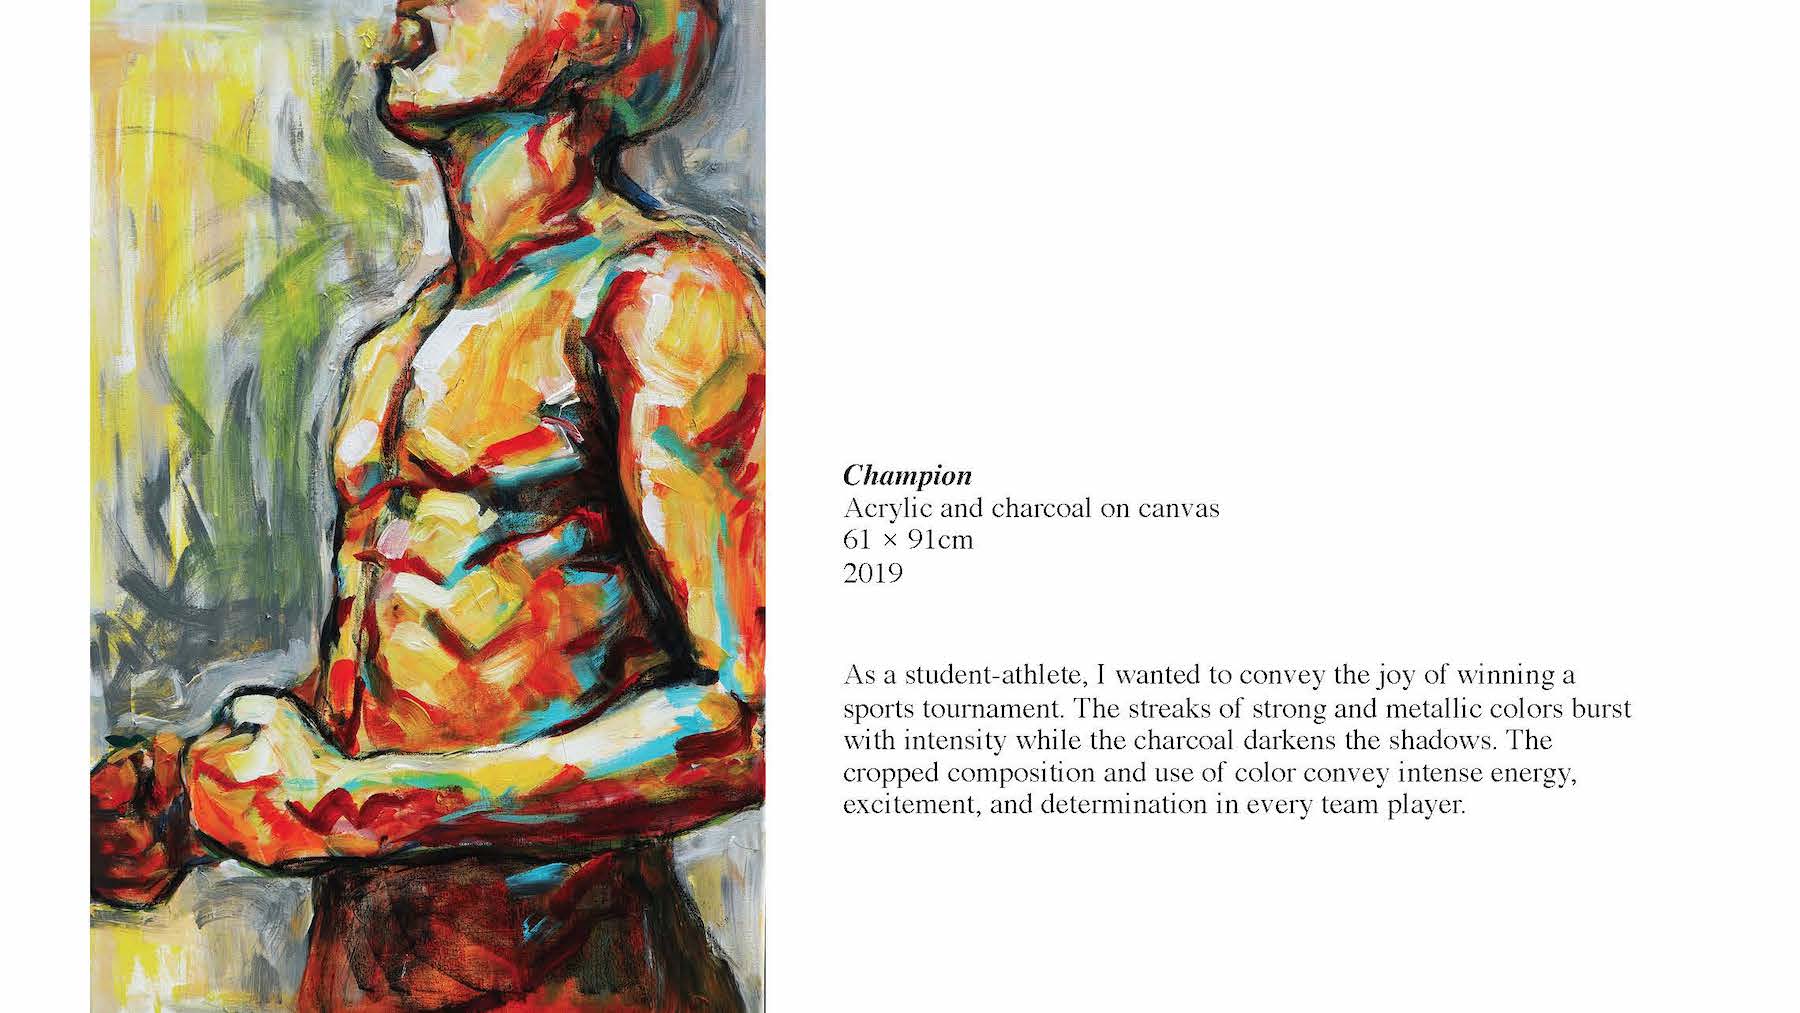 Champion
Acrylic and charcoal on canvas
61 × 91cm
2019
As a student-athlete, I wanted to convey the joy of winning a
sports tournament. The streaks of strong and metallic colors burst
with intensity while the charcoal darkens the shadows. The
cropped composition and use of color convey intense energy,
excitement, and determination in every team player.